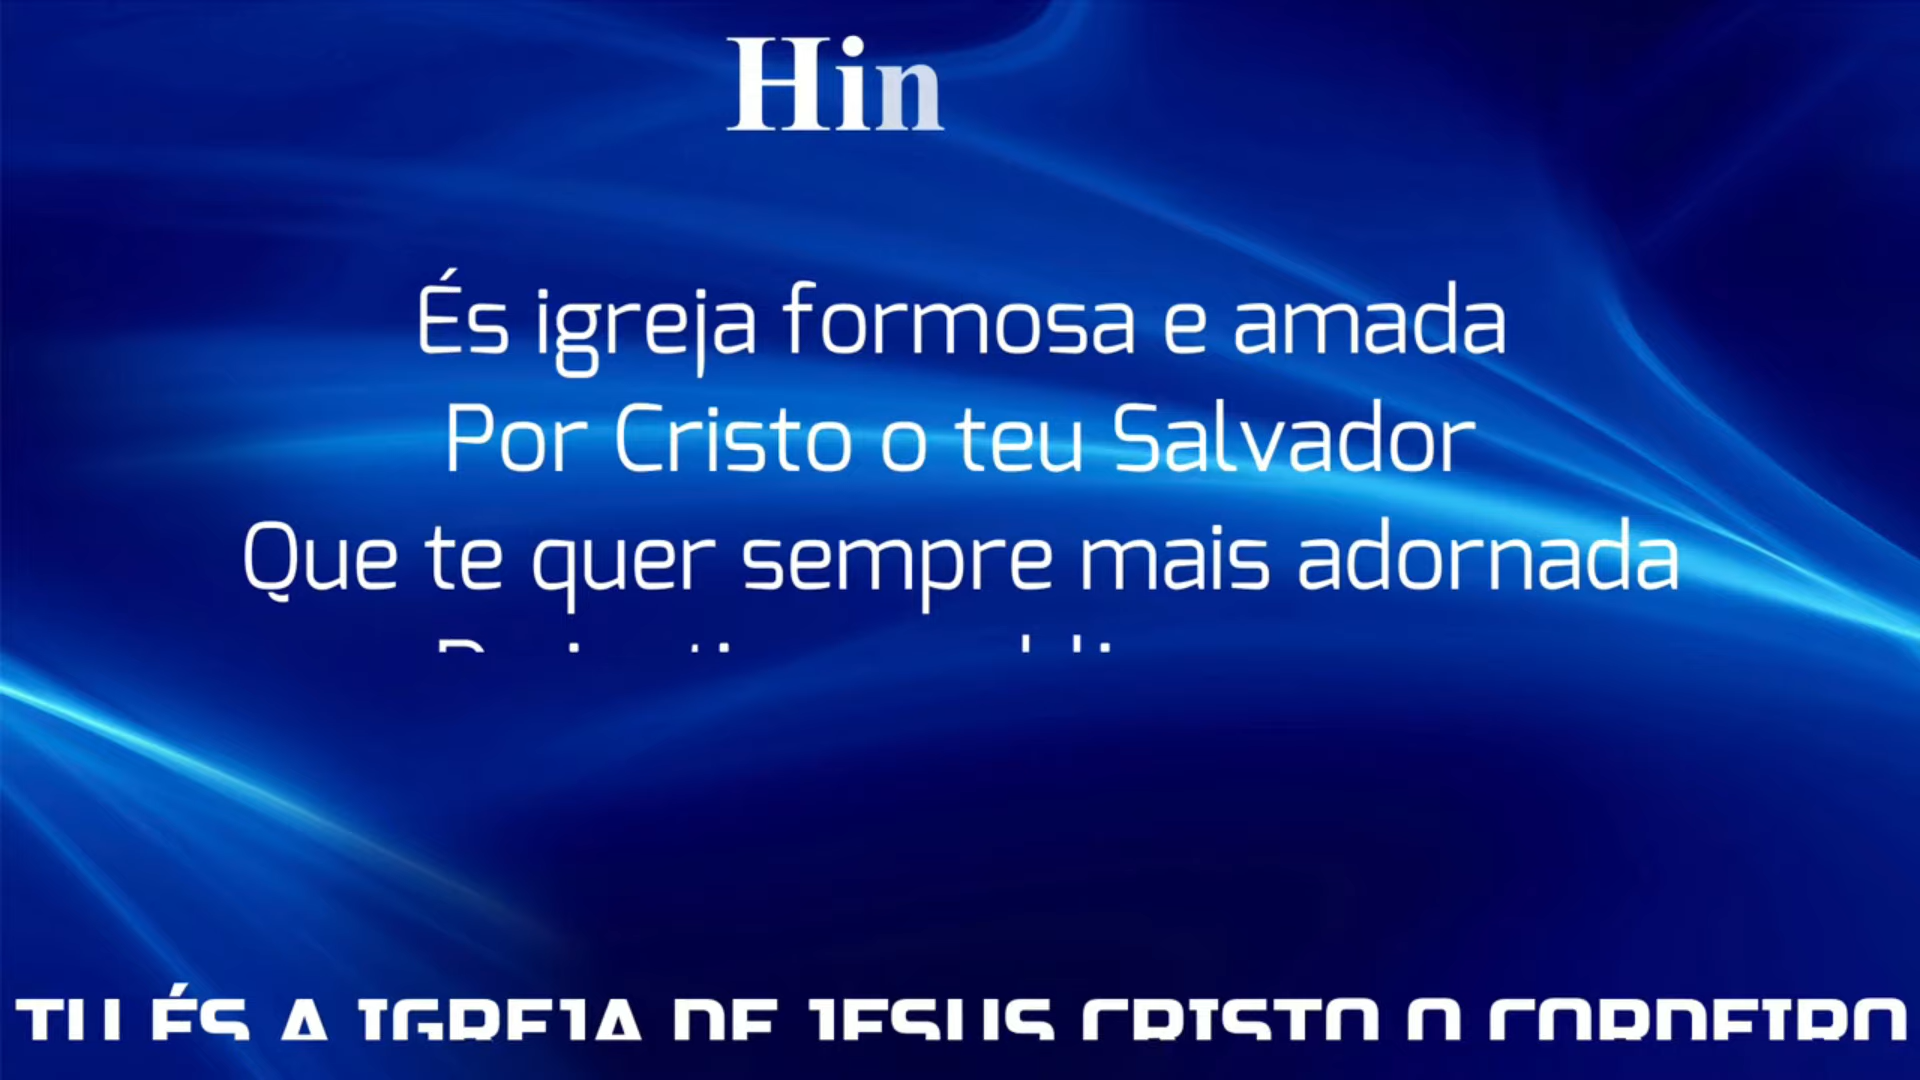 Hin
És igreja formosa e amada
Por Cristo o teu Salvador
Que te quer sempre mais adornada
TU ÉS A IGREJA DE JESUS CRISTO O CORDEIRO